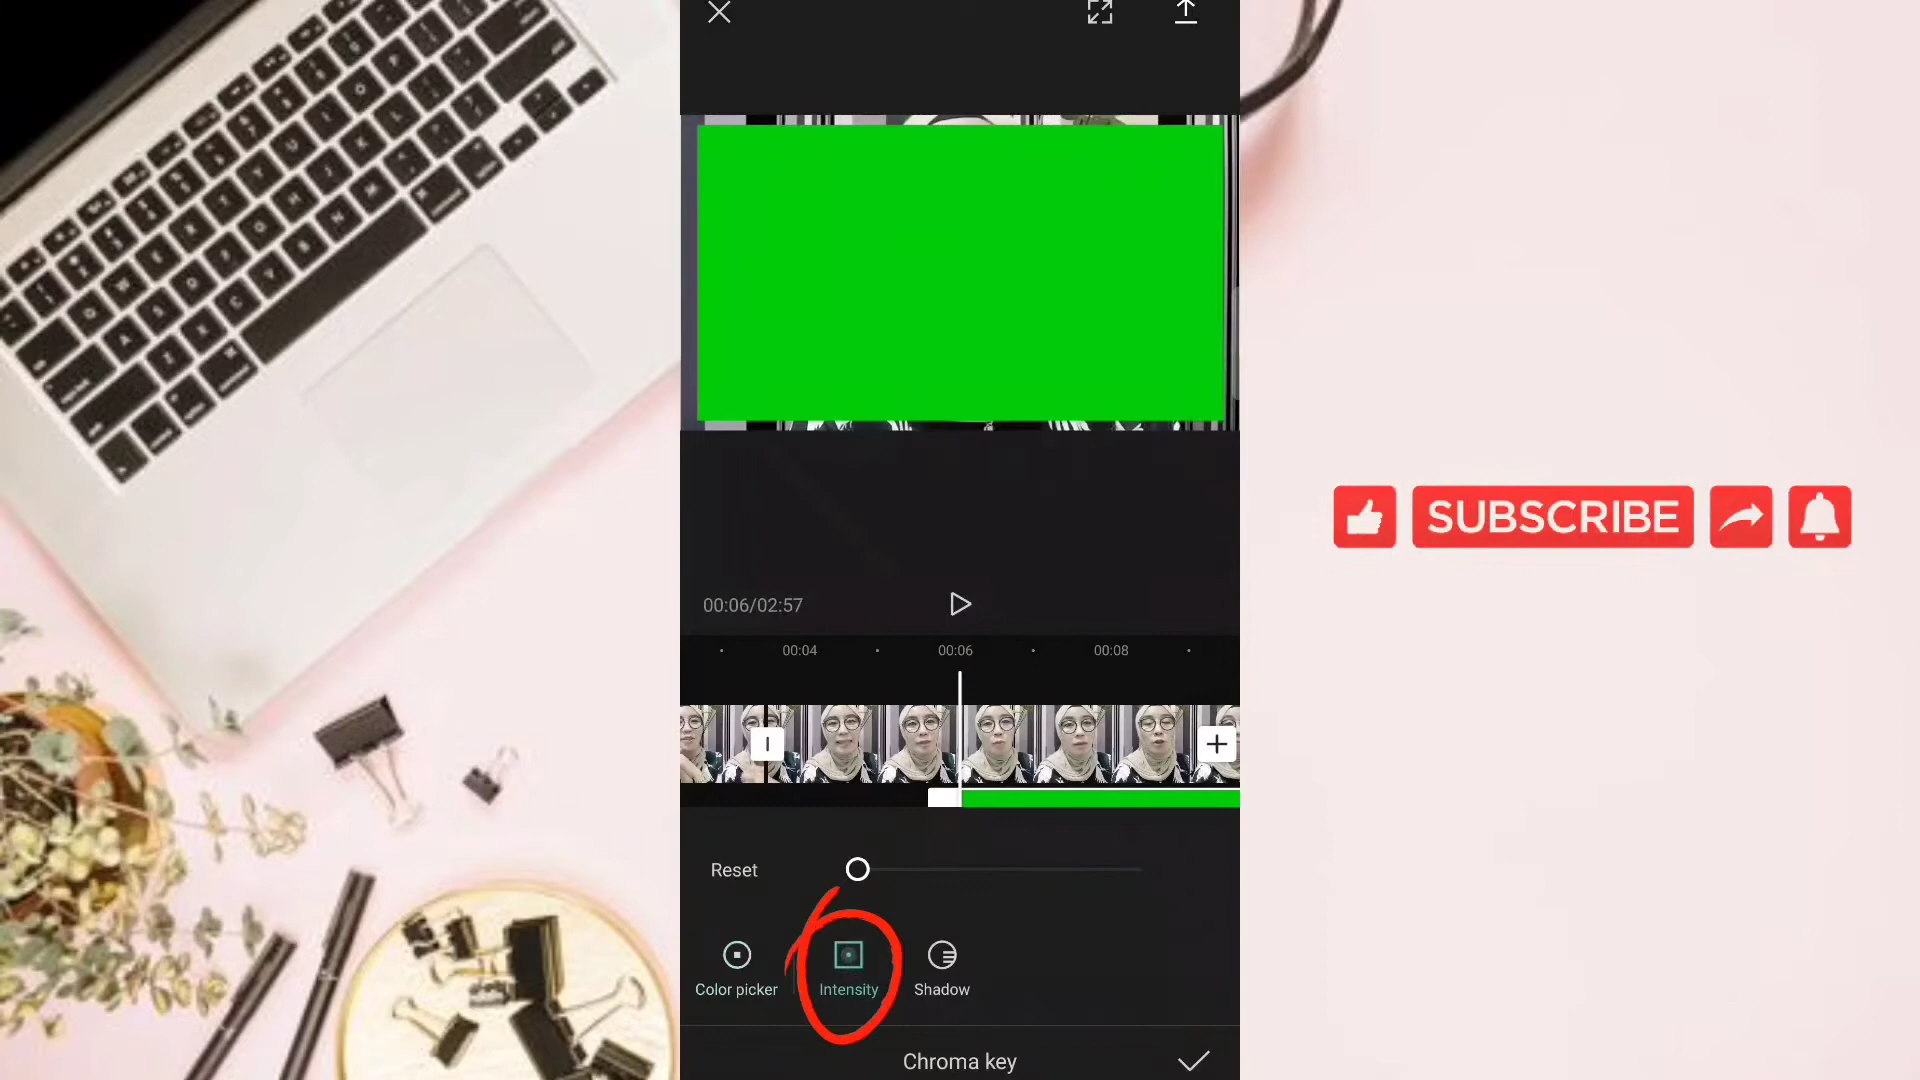 SUBSCRIBE
00:06/02:57
00:04
00:06
00:08
Reset
Color picker
Intensity
Shadow
Chroma key